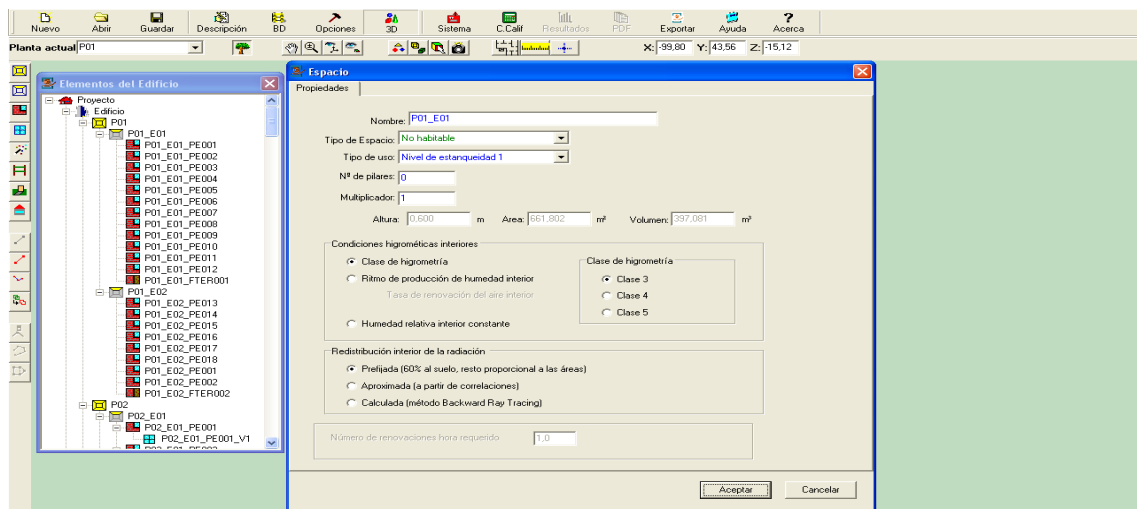 Nuevo Abrir Guardar Descripción BD Opciones 3D Sistema C.Calif Resultados PDF Exportar Ayuda Acerca
Planta actual P01 X: -99,80 Y: 43,56 Z: -15,12
Elementos del Edificio
Proyecto
Edificio
P01
P01_E01
P01_E01_PE001
P01_E01_PE002
P01_E01_PE003
P01_E01_PE004
P01_E01_PE005
P01_E01_PE006
P01_E01_PE007
P01_E01_PE008
P01_E01_PE009
P01_E01_PE010
P01_E01_PE011
P01_E01_PE012
P01_E01_FTER001
P01_E02
P01_E02_PE013
P01_E02_PE014
P01_E02_PE015
P01_E02_PE016
P01_E02_PE017
P01_E02_PE018
P01_E02_PE001
P01_E02_PE002
P01_E02_FTER002
P02
P02_E01
P02_E01_PE001
P02_E01_PE001_V1
Espacio
Propiedades
Nombre: P01_E01
Tipo de Espacio: No habitable
Tipo de uso: Nivel de estanqueidad 1
Nº de pilares: 0
Multiplicador: 1
Altura: 0,600 m Area: 661,802 m² Volumen: 397,081 m³
Condiciones higrométicas interiores
Clase de higrometría
Ritmo de producción de humedad interior
Tasa de renovación del aire interior
Humedad relativa interior constante
Clase de higrometría
Clase 3
Clase 4
Clase 5
Redistribución interior de la radiación
Prefijada (60% al suelo, resto proporcional a las áreas)
Aproximada (a partir de correlaciones)
Calculada (método Backward Ray Tracing)
Número de renovaciones hora requerido 1,0
Aceptar Cancelar